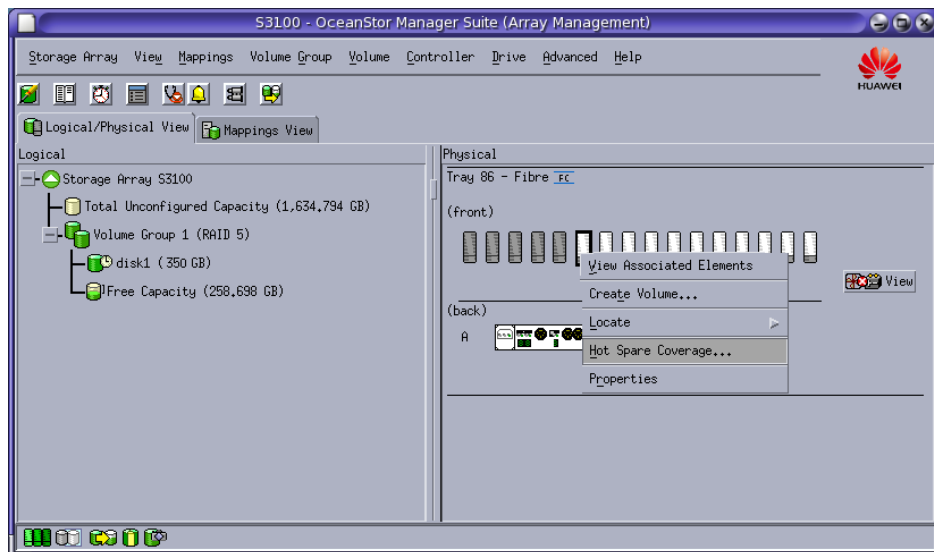 S3100 - OceanStor Manager Suite (Array Management)
Storage Array View Mappings Volume Group Volume Controller Drive Advanced Help
HUAWEI
Logical/Physical View Mappings View
Logical
Storage Array S3100
Total Unconfigured Capacity (1,634.794 GB)
Volume Group 1 (RAID 5)
disk1 (350 GB)
Free Capacity (258.698 GB)
Physical
Tray 86 - Fibre FC
(front)
View Associated Elements
Create Volume...
Locate
Hot Spare Coverage...
Properties
View
(back)
A